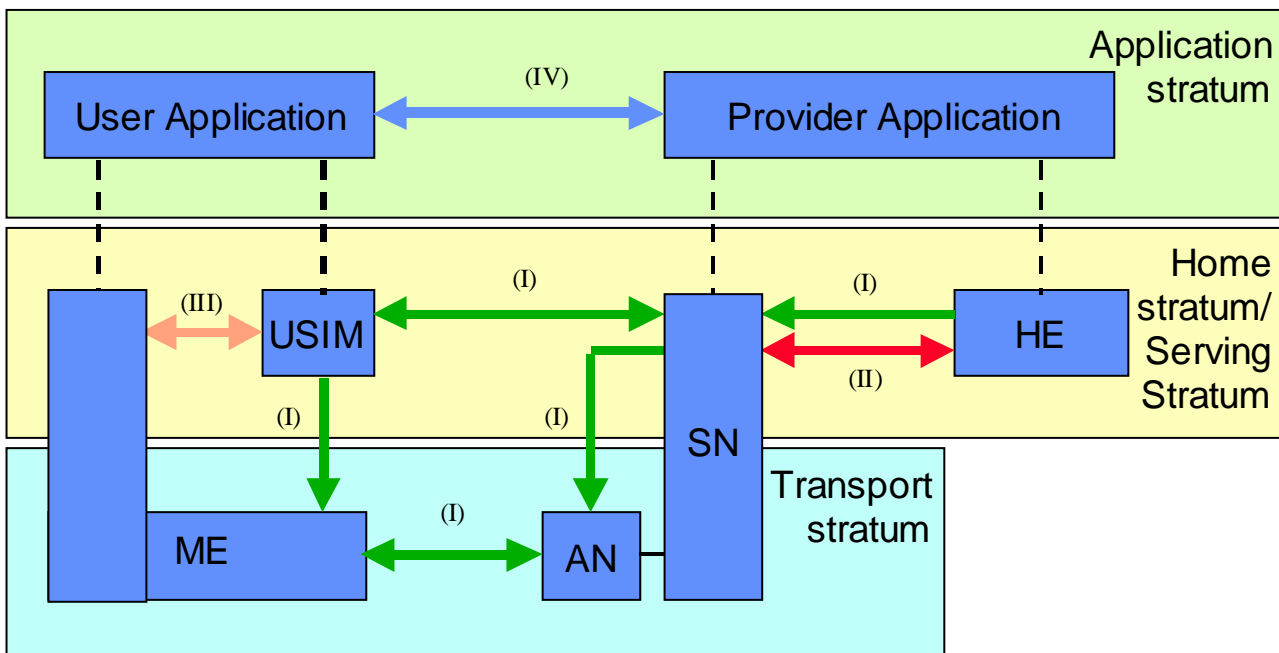 Application
stratum
(IV)
User Application
Provider Application
Home
stratum/
Serving
Stratum
(I)
(I)
(III)
USIM
HE
(II)
(I)
(I)
SN
Transport
stratum
(I)
ME
AN